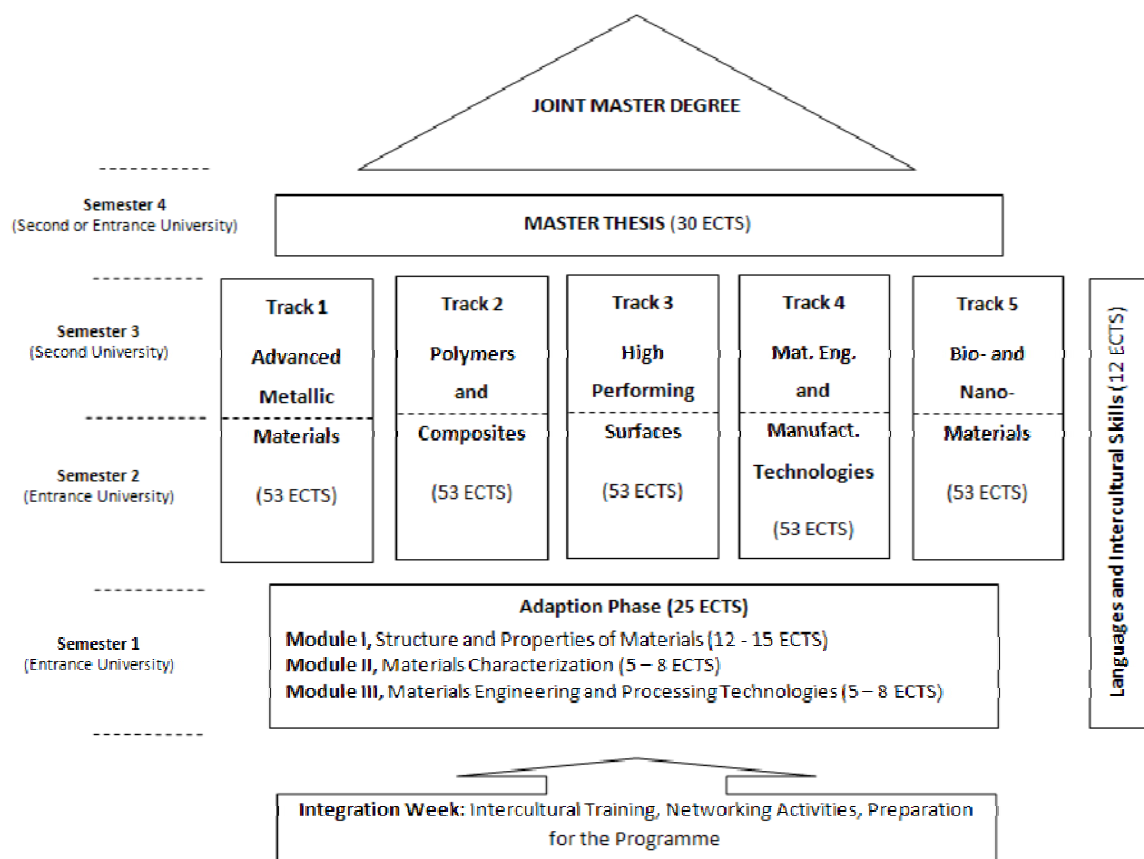 JOINT MASTER DEGREE
Semester 4
(Second or Entrance University)
MASTER THESIS (30 ECTS)
Semester 3
(Second University)
Semester 2
(Entrance University)
Track 1
Advanced
Metallic
Materials
(53 ECTS)
Track 2
Polymers
and
Composites
(53 ECTS)
Track 3
High
Performing
Surfaces
(53 ECTS)
Track 4
Mat. Eng.
and
Manufact.
Technologies
(53 ECTS)
Track 5
Bio- and
Nano-
Materials
(53 ECTS)
Languages and Intercultural Skills (12 ECTS)
Semester 1
(Entrance University)
Adaption Phase (25 ECTS)
Module I, Structure and Properties of Materials (12 - 15 ECTS)
Module II, Materials Characterization (5 – 8 ECTS)
Module III, Materials Engineering and Processing Technologies (5 – 8 ECTS)
Integration Week: Intercultural Training, Networking Activities, Preparation
for the Programme